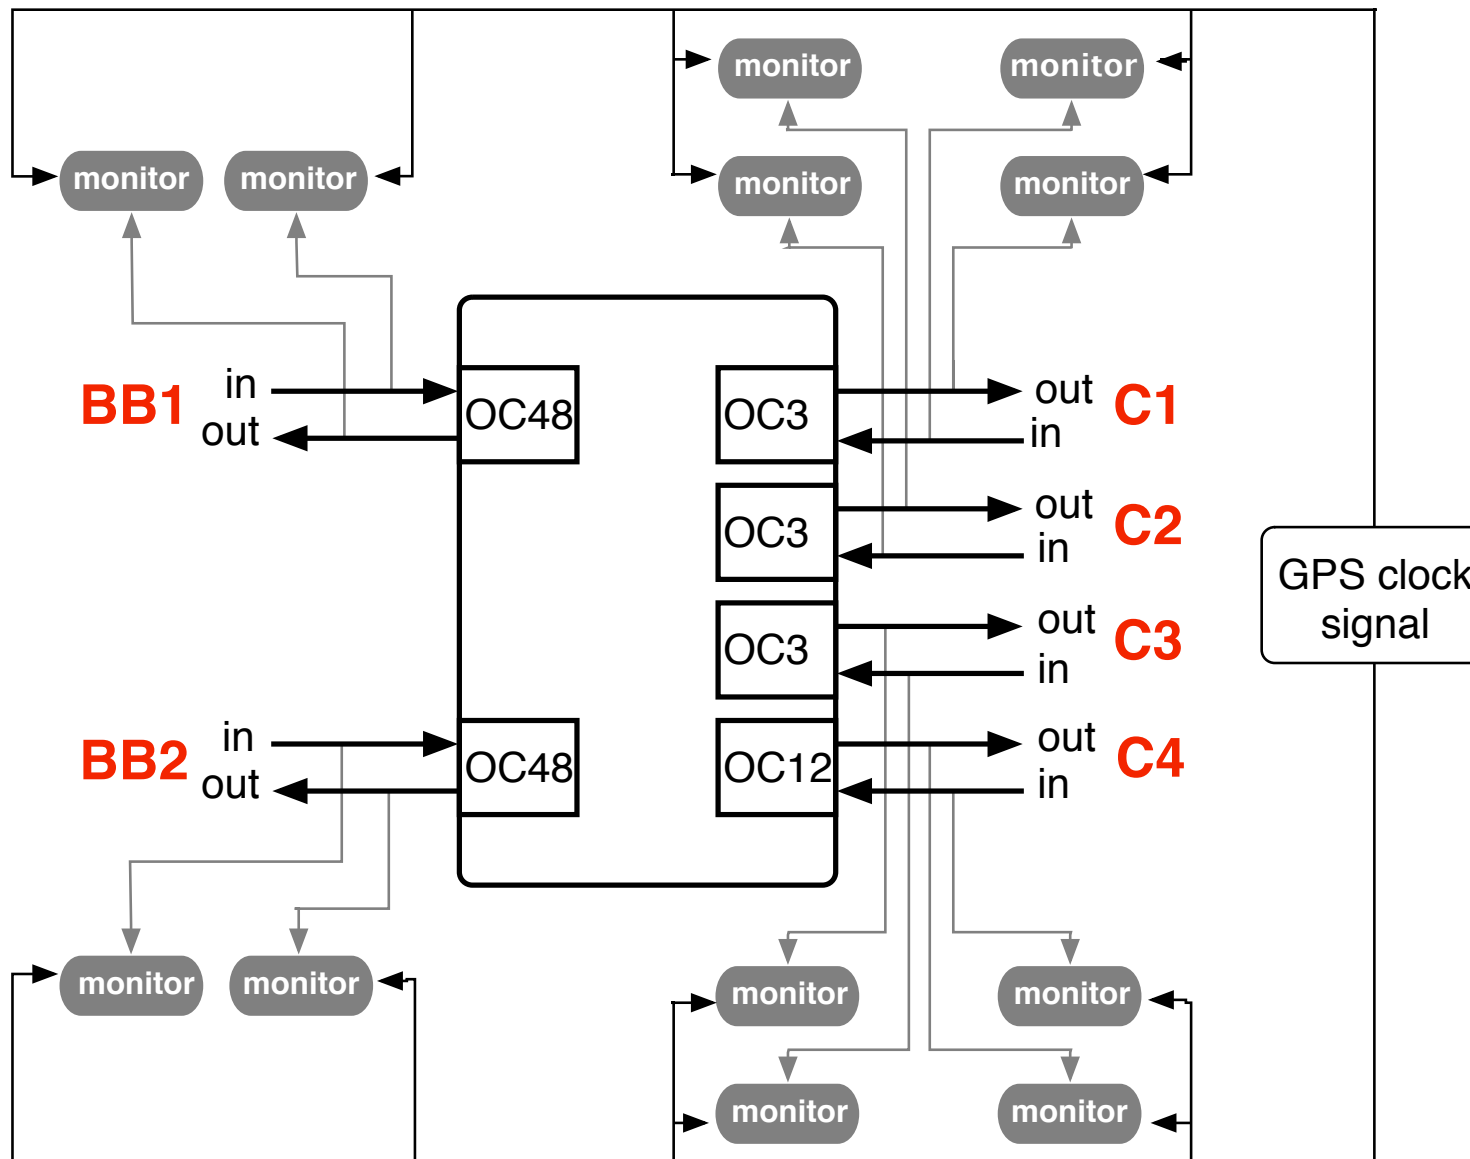 monitor
monitor
monitor
monitor
monitor
monitor
BB1
in
out
OC48
OC3
out
in
C1
OC3
out
in
C2
GPS clock
signal
OC3
out
in
C3
BB2
in
out
OC48
OC12
out
in
C4
monitor
monitor
monitor
monitor
monitor
monitor